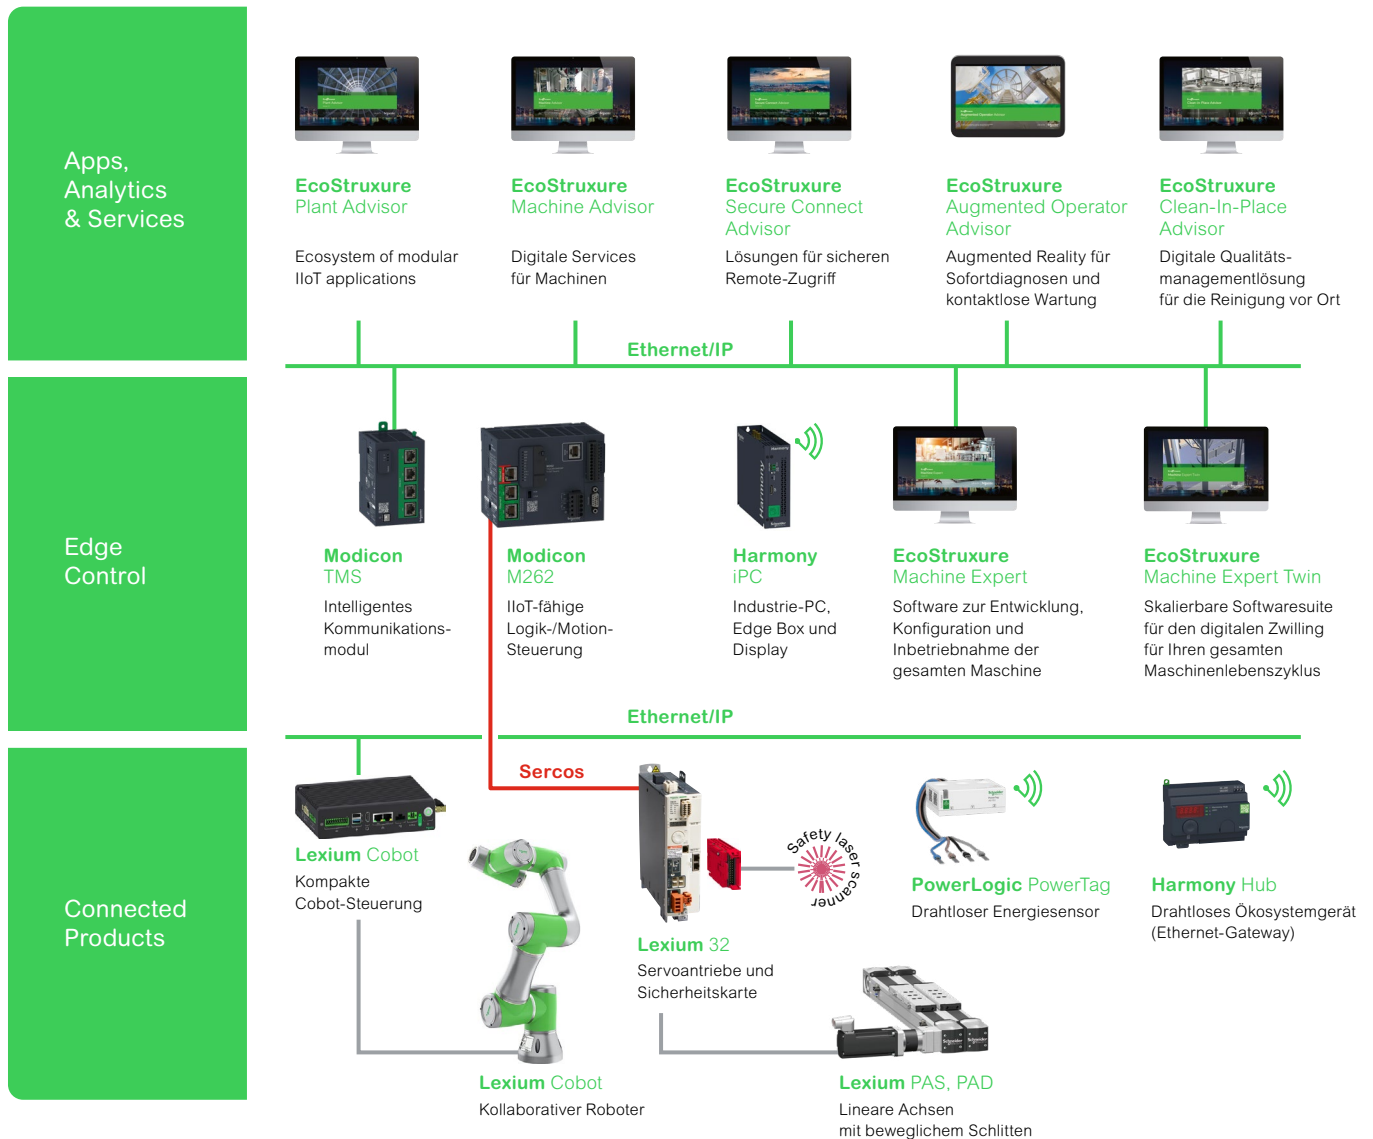 Apps,
Analytics
& Services
EcoStruxure
Plant Advisor
Ecosystem of modular
IIoT applications
EcoStruxure
Machine Advisor
Digitale Services
für Machinen
EcoStruxure
Secure Connect
Advisor
Lösungen für sicheren
Remote-Zugriff
EcoStruxure
Augmented Operator
Advisor
Augmented Reality für
Sofortdiagnosen und
kontaktlose Wartung
EcoStruxure
Clean-In-Place
Advisor
Digitale Qualitäts-
managementlösung
für die Reinigung vor Ort
Ethernet/IP
Edge
Control
Modicon
TMS
Intelligentes
Kommunikations-
modul
Modicon
M262
IIoT-fähige
Logik-/Motion-
Steuerung
Harmony
Harmony
Harmony
iPC
Industrie-PC,
Edge Box und
Display
EcoStruxure
Machine Expert
Software zur Entwicklung,
Konfiguration und
Inbetriebnahme der
gesamten Maschine
EcoStruxure
Machine Expert Twin
Skalierbare Softwaresuite
für den digitalen Zwilling
für Ihren gesamten
Maschinenlebenszyklus
Ethernet/IP
Sercos
Connected
Products
Lexium Cobot
Kompakte
Cobot-Steuerung
Lexium Cobot
Kollaborativer Roboter
Safety laser scanner
Lexium 32
Servoantriebe und
Sicherheitskarte
Schneider
Schneider
Lexium PAS, PAD
Lineare Achsen
mit beweglichem Schlitten
PowerLogic PowerTag
Drahtloser Energiesensor
Harmony Hub
Drahtloses Ökosystemgerät
(Ethernet-Gateway)